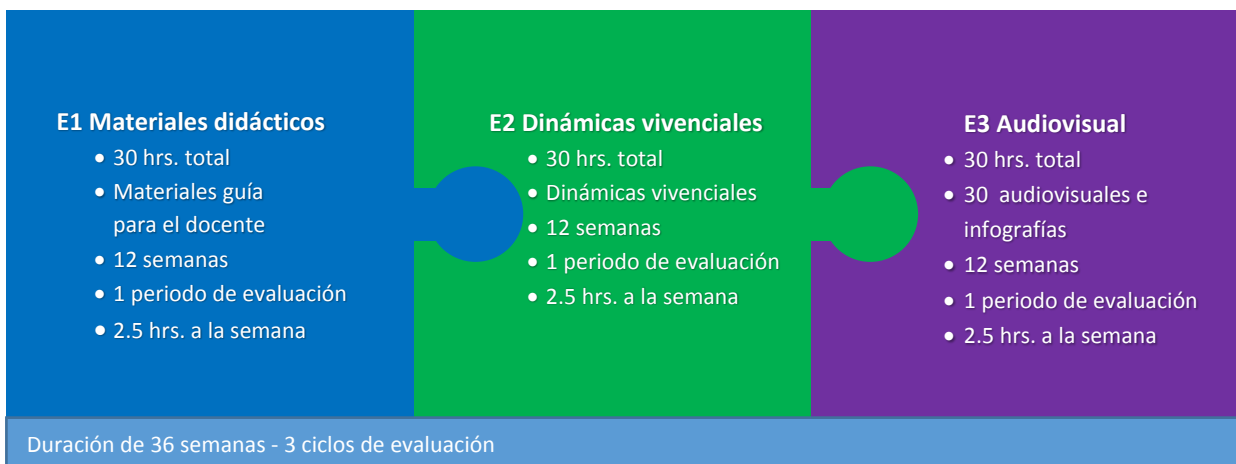 E1 Materiales didácticos
• 30 hrs. total
• Materiales guía
para el docente
• 12 semanas
• 1 periodo de evaluación
• 2.5 hrs. a la semana
E2 Dinámicas vivenciales
• 30 hrs. total
• Dinámicas vivenciales
• 12 semanas
• 1 periodo de evaluación
• 2.5 hrs. a la semana
E3 Audiovisual
• 30 hrs. total
• 30 audiovisuales e
infografías
• 12 semanas
• 1 periodo de evaluación
• 2.5 hrs. a la semana
Duración de 36 semanas - 3 ciclos de evaluación